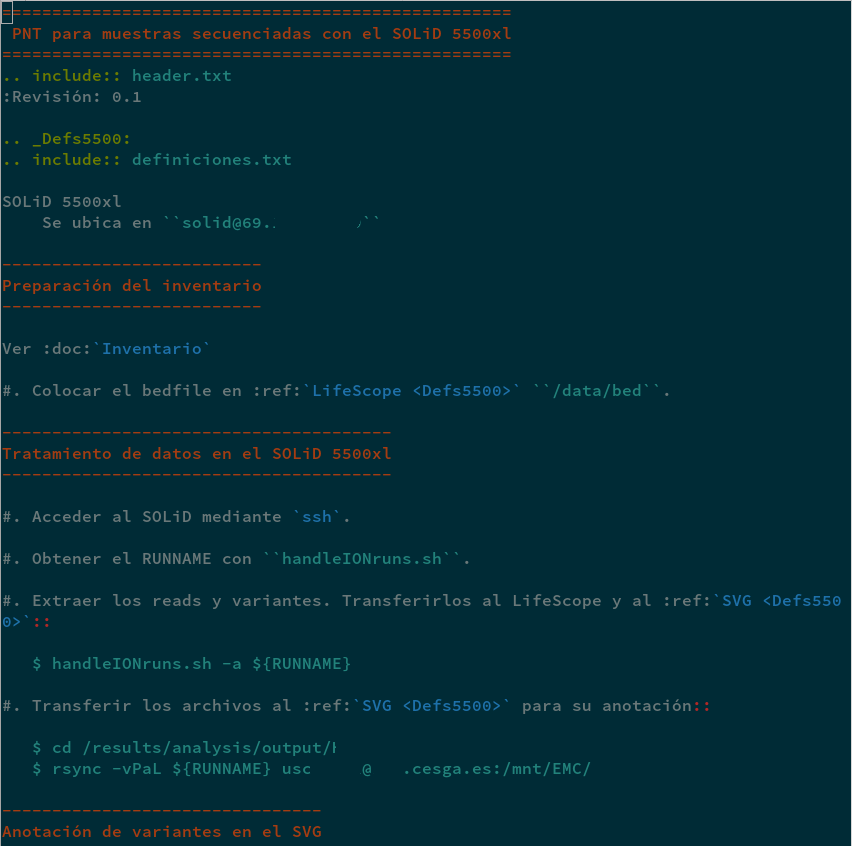 ===================================================
 PNT para muestras secuenciadas con el SOLiD 5500xl
===================================================
.. include:: header.txt
:Revisión: 0.1

.. _Defs5500:
.. include:: definiciones.txt

SOLiD 5500xl
    Se ubica en ``solid@69.. /``

--------------------------
Preparación del inventario
--------------------------

Ver :doc:`Inventario`

#. Colocar el bedfile en :ref:`LifeScope <Defs5500>` ``/data/bed``.

---------------------------------------
Tratamiento de datos en el SOLiD 5500xl
---------------------------------------

#. Acceder al SOLiD mediante `ssh`.

#. Obtener el RUNNAME con ``handleIONruns.sh``.

#. Extraer los reads y variantes. Transferirlos al LifeScope y al :ref:`SVG <Defs550
0>`::

   $ handleIONruns.sh -a ${RUNNAME}

#. Transferir los archivos al :ref:`SVG <Defs5500>` para su anotación::

   $ cd /results/analysis/output/
   $ rsync -vPaL ${RUNNAME} usc @ .cesga.es:/mnt/EMC/

--------------------------------
Anotación de variantes en el SVG